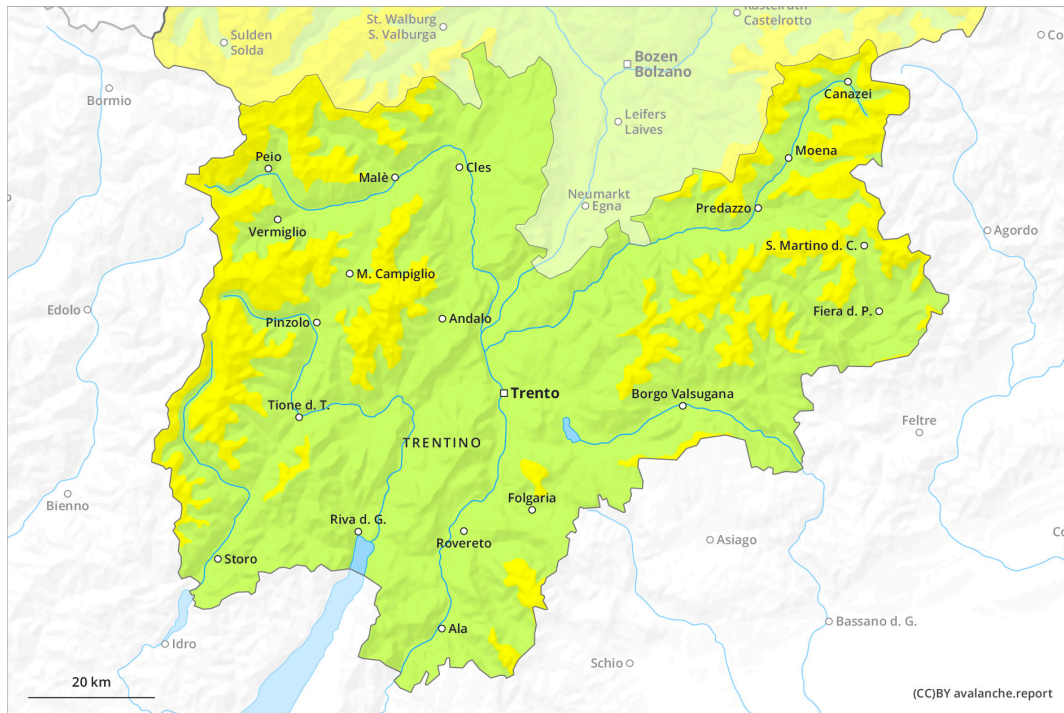 St. Walburg
S. Valburga
Kastelruth
Castelrotto
Sulden
Solda
Bozen
Bolzano
Bormio
Canazei
Leifers
Laives
Moena
Peio
Malè
Cles
Neumarkt
Egna
Predazzo
Vermiglio
Agordo
S. Martino d. C.
M. Campiglio
Edolo
Pinzolo
Andalo
Fiera d. P.
Trento
Borgo Valsugana
Tione d. T.
Feltre
TRENTINO
Bienno
Folgaria
Riva d. G.
Rovereto
Asiago
Storo
Ala
Bassano d. G.
Idro
Schio
20 km
(CC)BY avalanche.report